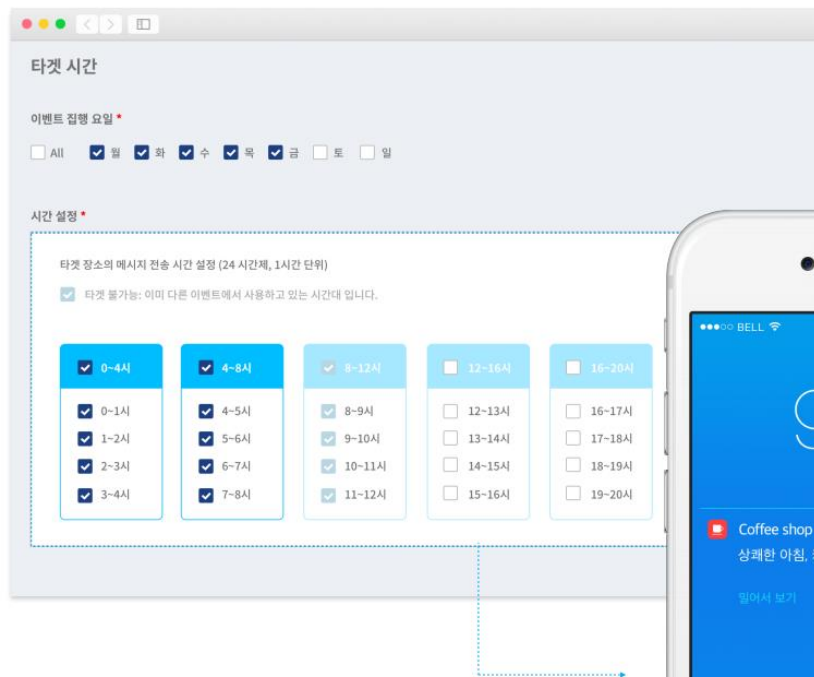 타겟 시간
이벤트 집행 요일 *
All 월 화 수 목 금 토 일
시간 설정 *
타겟 장소의 메시지 전송 시간 설정 (24 시간제, 1시간 단위)
타겟 불가능: 이미 다른 이벤트에서 사용하고 있는 시간대 입니다.
0~4시 4~8시 8~12시 12~16시 16~20시
0~1시 4~5시 8~9시 12~13시 16~17시
1~2시 5~6시 9~10시 13~14시 17~18시
2~3시 6~7시 10~11시 14~15시 18~19시
3~4시 7~8시 11~12시 15~16시 19~20시
BELL
Coffee shop
상쾌한 아침,
밀어서 보기